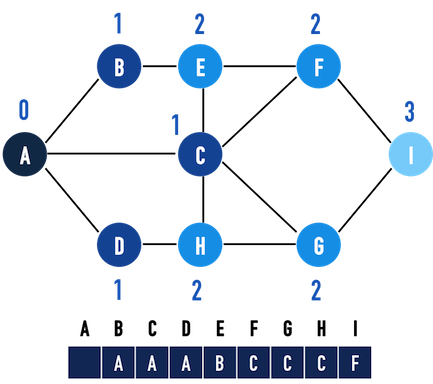 1 2 2
B E F
0 1 3
A C I
D H G
1 2 2
A B C D E F G H I
A A A B C C C F